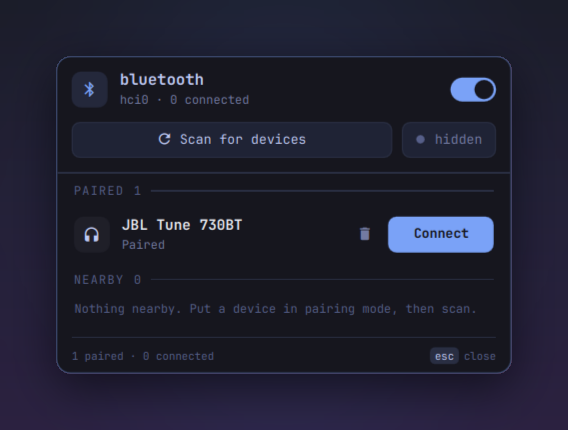 bluetooth
hci0 · 0 connected
Scan for devices
hidden
PAIRED 1
JBL Tune 730BT
Paired
Connect
NEARBY 0
Nothing nearby. Put a device in pairing mode, then scan.
1 paired · 0 connected
esc close